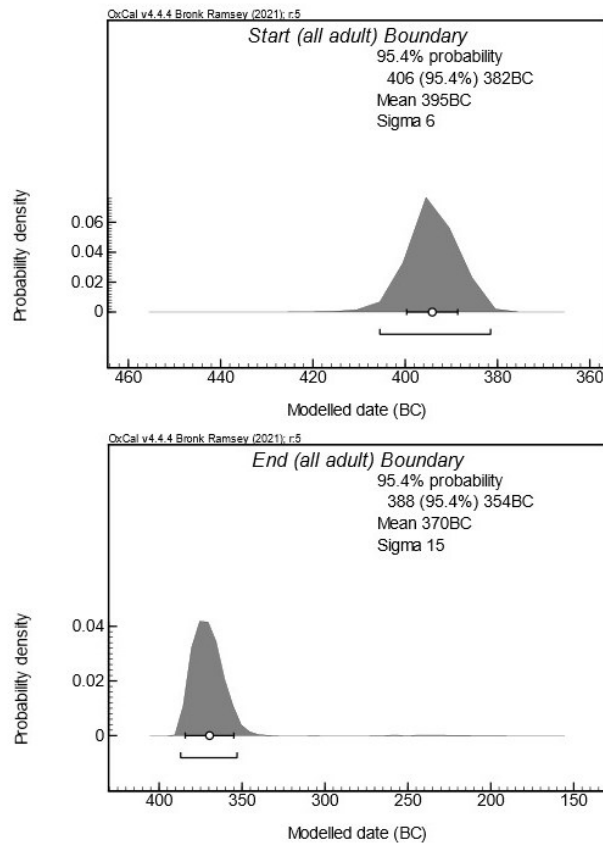 OxCal v4.4.4 Bronk Ramsey (2021); r:5
Start (all adult) Boundary
95.4% probability
406 (95.4%) 382BC
Mean 395BC
Sigma 6
Probability density
0.06
0.04
0.02
0
460 440 420 400 380 360
Modelled date (BC)
OxCal v4.4.4 Bronk Ramsey (2021); r:5
End (all adult) Boundary
95.4% probability
388 (95.4%) 354BC
Mean 370BC
Sigma 15
Probability density
0.04
0.02
0
400 350 300 250 200 150
Modelled date (BC)